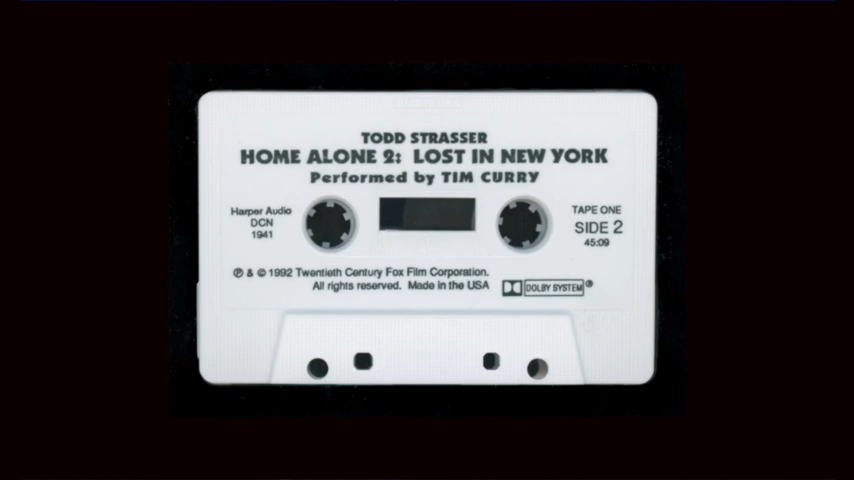 TODD STRASSER
HOME ALONE 2: LOST IN NEW YORK
Performed by TIM CURRY
Harper Audio
DCN
1941
TAPE ONE
SIDE 2
45:09
℗ & © 1992 Twentieth Century Fox Film Corporation.
All rights reserved. Made in the USA
DOLBY SYSTEM®